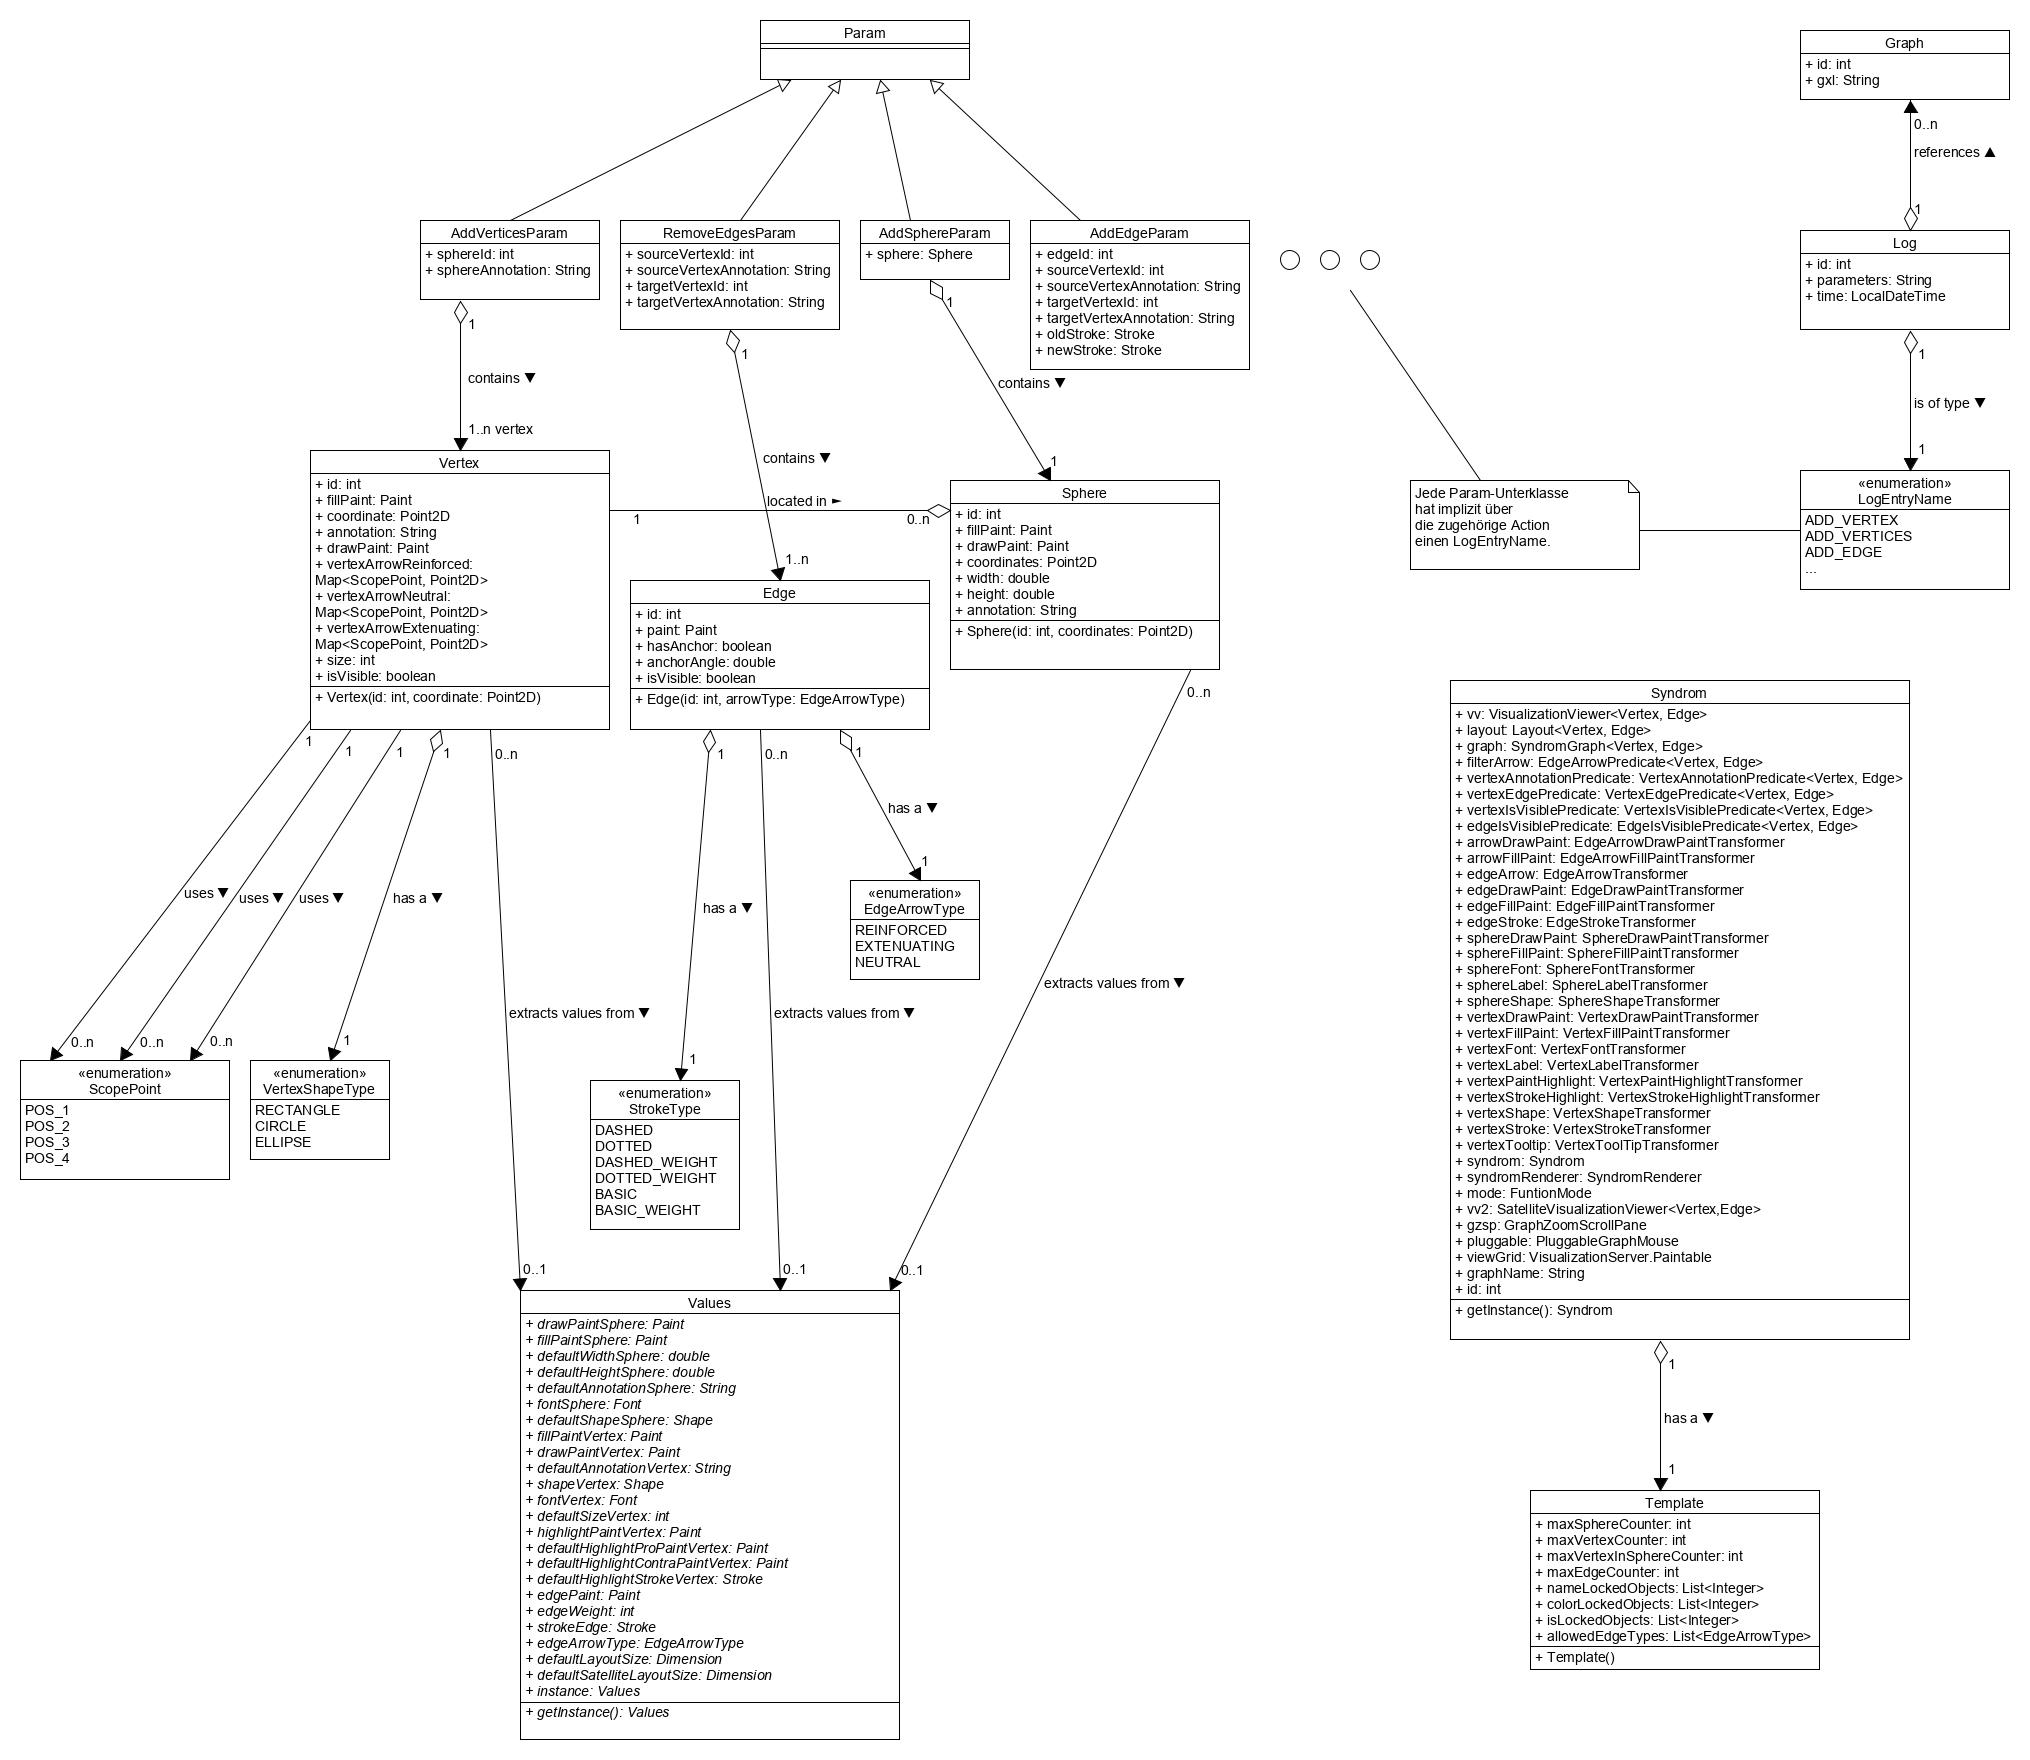 Param
Graph
+ id: int
+ gxl: String
0..n
references ▲
1
Log
+ id: int
+ parameters: String
+ time: LocalDateTime
1
is of type ▼
1
«enumeration»
LogEntryName
ADD_VERTEX
ADD_VERTICES
ADD_EDGE
...
AddVerticesParam
+ sphereId: int
+ sphereAnnotation: String
1
contains ▼
1..n vertex
RemoveEdgesParam
+ sourceVertexId: int
+ sourceVertexAnnotation: String
+ targetVertexId: int
+ targetVertexAnnotation: String
1
contains ▼
1..n
AddSphereParam
+ sphere: Sphere
1
contains ▼
1
AddEdgeParam
+ edgeId: int
+ sourceVertexId: int
+ sourceVertexAnnotation: String
+ targetVertexId: int
+ targetVertexAnnotation: String
+ oldStroke: Stroke
+ newStroke: Stroke
Jede Param-Unterklasse
hat implizit über
die zugehörige Action
einen LogEntryName.
Vertex
+ id: int
+ fillPaint: Paint
+ coordinate: Point2D
+ annotation: String
+ drawPaint: Paint
+ vertexArrowReinforced:
Map<ScopePoint, Point2D>
+ vertexArrowNeutral:
Map<ScopePoint, Point2D>
+ vertexArrowExtenuating:
Map<ScopePoint, Point2D>
+ size: int
+ isVisible: boolean
+ Vertex(id: int, coordinate: Point2D)
1
located in ►
0..n
Sphere
+ id: int
+ fillPaint: Paint
+ drawPaint: Paint
+ coordinates: Point2D
+ width: double
+ height: double
+ annotation: String
+ Sphere(id: int, coordinates: Point2D)
0..n
Edge
+ id: int
+ paint: Paint
+ hasAnchor: boolean
+ anchorAngle: double
+ isVisible: boolean
+ Edge(id: int, arrowType: EdgeArrowType)
1
1
1
1
0..n
1
0..n
1
uses ▼
uses ▼
uses ▼
has a ▼
has a ▼
has a ▼
1
extracts values from ▼
extracts values from ▼
extracts values from ▼
0..n
0..n
0..n
1
1
«enumeration»
EdgeArrowType
REINFORCED
EXTENUATING
NEUTRAL
«enumeration»
ScopePoint
POS_1
POS_2
POS_3
POS_4
«enumeration»
VertexShapeType
RECTANGLE
CIRCLE
ELLIPSE
«enumeration»
StrokeType
DASHED
DOTTED
DASHED_WEIGHT
DOTTED_WEIGHT
BASIC
BASIC_WEIGHT
0..1
0..1
0..1
Values
+ drawPaintSphere: Paint
+ fillPaintSphere: Paint
+ defaultWidthSphere: double
+ defaultHeightSphere: double
+ defaultAnnotationSphere: String
+ fontSphere: Font
+ defaultShapeSphere: Shape
+ fillPaintVertex: Paint
+ drawPaintVertex: Paint
+ defaultAnnotationVertex: String
+ shapeVertex: Shape
+ fontVertex: Font
+ defaultSizeVertex: int
+ highlightPaintVertex: Paint
+ defaultHighlightProPaintVertex: Paint
+ defaultHighlightContraPaintVertex: Paint
+ defaultHighlightStrokeVertex: Stroke
+ edgePaint: Paint
+ edgeWeight: int
+ strokeEdge: Stroke
+ edgeArrowType: EdgeArrowType
+ defaultLayoutSize: Dimension
+ defaultSatelliteLayoutSize: Dimension
+ instance: Values
+ getInstance(): Values
Syndrom
+ vv: VisualizationViewer<Vertex, Edge>
+ layout: Layout<Vertex, Edge>
+ graph: SyndromGraph<Vertex, Edge>
+ filterArrow: EdgeArrowPredicate<Vertex, Edge>
+ vertexAnnotationPredicate: VertexAnnotationPredicate<Vertex, Edge>
+ vertexEdgePredicate: VertexEdgePredicate<Vertex, Edge>
+ vertexIsVisiblePredicate: VertexIsVisiblePredicate<Vertex, Edge>
+ edgeIsVisiblePredicate: EdgeIsVisiblePredicate<Vertex, Edge>
+ arrowDrawPaint: EdgeArrowDrawPaintTransformer
+ arrowFillPaint: EdgeArrowFillPaintTransformer
+ edgeArrow: EdgeArrowTransformer
+ edgeDrawPaint: EdgeDrawPaintTransformer
+ edgeFillPaint: EdgeFillPaintTransformer
+ edgeStroke: EdgeStrokeTransformer
+ sphereDrawPaint: SphereDrawPaintTransformer
+ sphereFillPaint: SphereFillPaintTransformer
+ sphereFont: SphereFontTransformer
+ sphereLabel: SphereLabelTransformer
+ sphereShape: SphereShapeTransformer
+ vertexDrawPaint: VertexDrawPaintTransformer
+ vertexFillPaint: VertexFillPaintTransformer
+ vertexFont: VertexFontTransformer
+ vertexLabel: VertexLabelTransformer
+ vertexPaintHighlight: VertexPaintHighlightTransformer
+ vertexStrokeHighlight: VertexStrokeHighlightTransformer
+ vertexShape: VertexShapeTransformer
+ vertexStroke: VertexStrokeTransformer
+ vertexTooltip: VertexToolTipTransformer
+ syndrom: Syndrom
+ syndromRenderer: SyndromRenderer
+ mode: FuntionMode
+ vv2: SatelliteVisualizationViewer<Vertex,Edge>
+ gzsp: GraphZoomScrollPane
+ pluggable: PluggableGraphMouse
+ viewGrid: VisualizationServer.Paintable
+ graphName: String
+ id: int
+ getInstance(): Syndrom
1
has a ▼
1
Template
+ maxSphereCounter: int
+ maxVertexCounter: int
+ maxVertexInSphereCounter: int
+ maxEdgeCounter: int
+ nameLockedObjects: List<Integer>
+ colorLockedObjects: List<Integer>
+ isLockedObjects: List<Integer>
+ allowedEdgeTypes: List<EdgeArrowType>
+ Template()